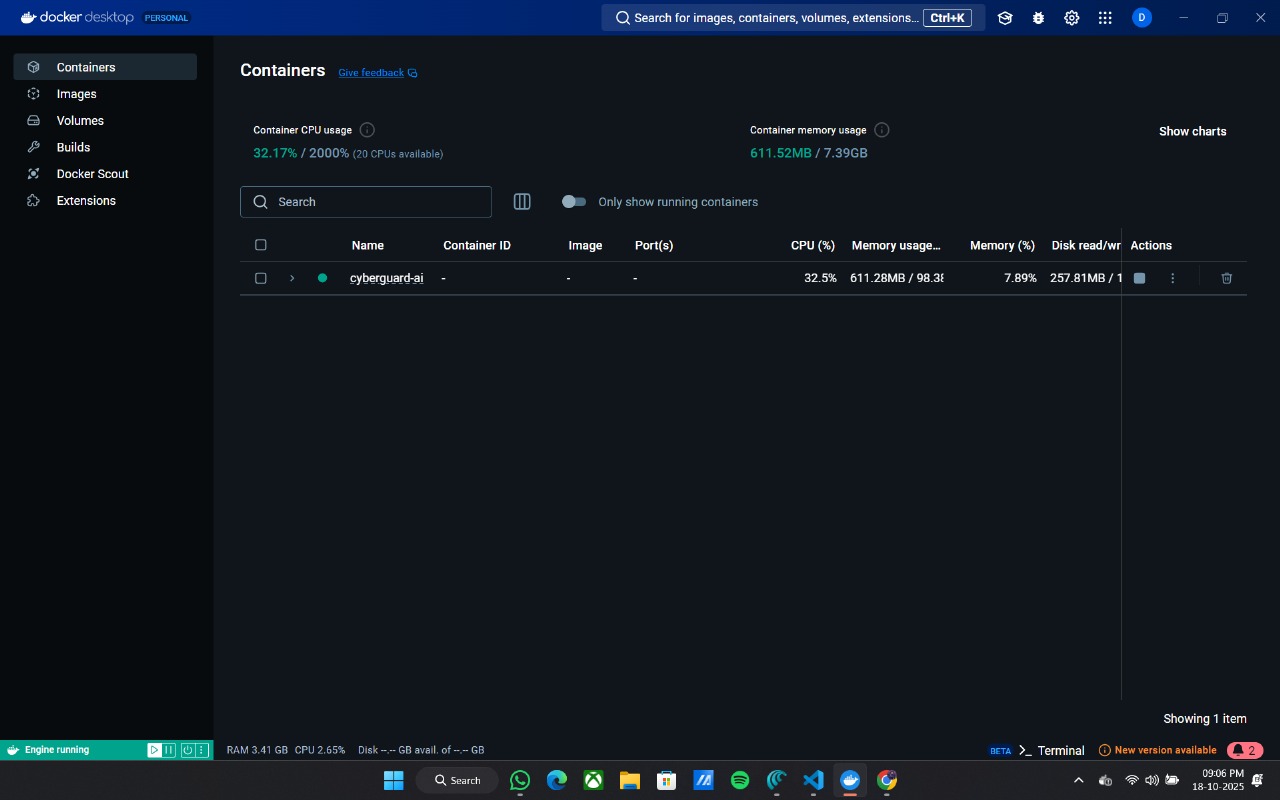 docker desktop PERSONAL
Search for images, containers, volumes, extensions... Ctrl+K
D
Containers
Images
Volumes
Builds
Docker Scout
Extensions
Containers Give feedback
Container CPU usage
32.17% / 2000% (20 CPUs available)
Container memory usage
611.52MB / 7.39GB
Show charts
Search
Only show running containers
Name Container ID Image Port(s) CPU (%) Memory usage... Memory (%) Disk read/wr Actions
cyberguard-ai - - - 32.5% 611.28MB / 98.38 7.89% 257.81MB / 1
Showing 1 item
Engine running
RAM 3.41 GB CPU 2.65% Disk --.-- GB avail. of --.-- GB
BETA >_ Terminal
New version available
2
Search
09:06 PM
18-10-2025